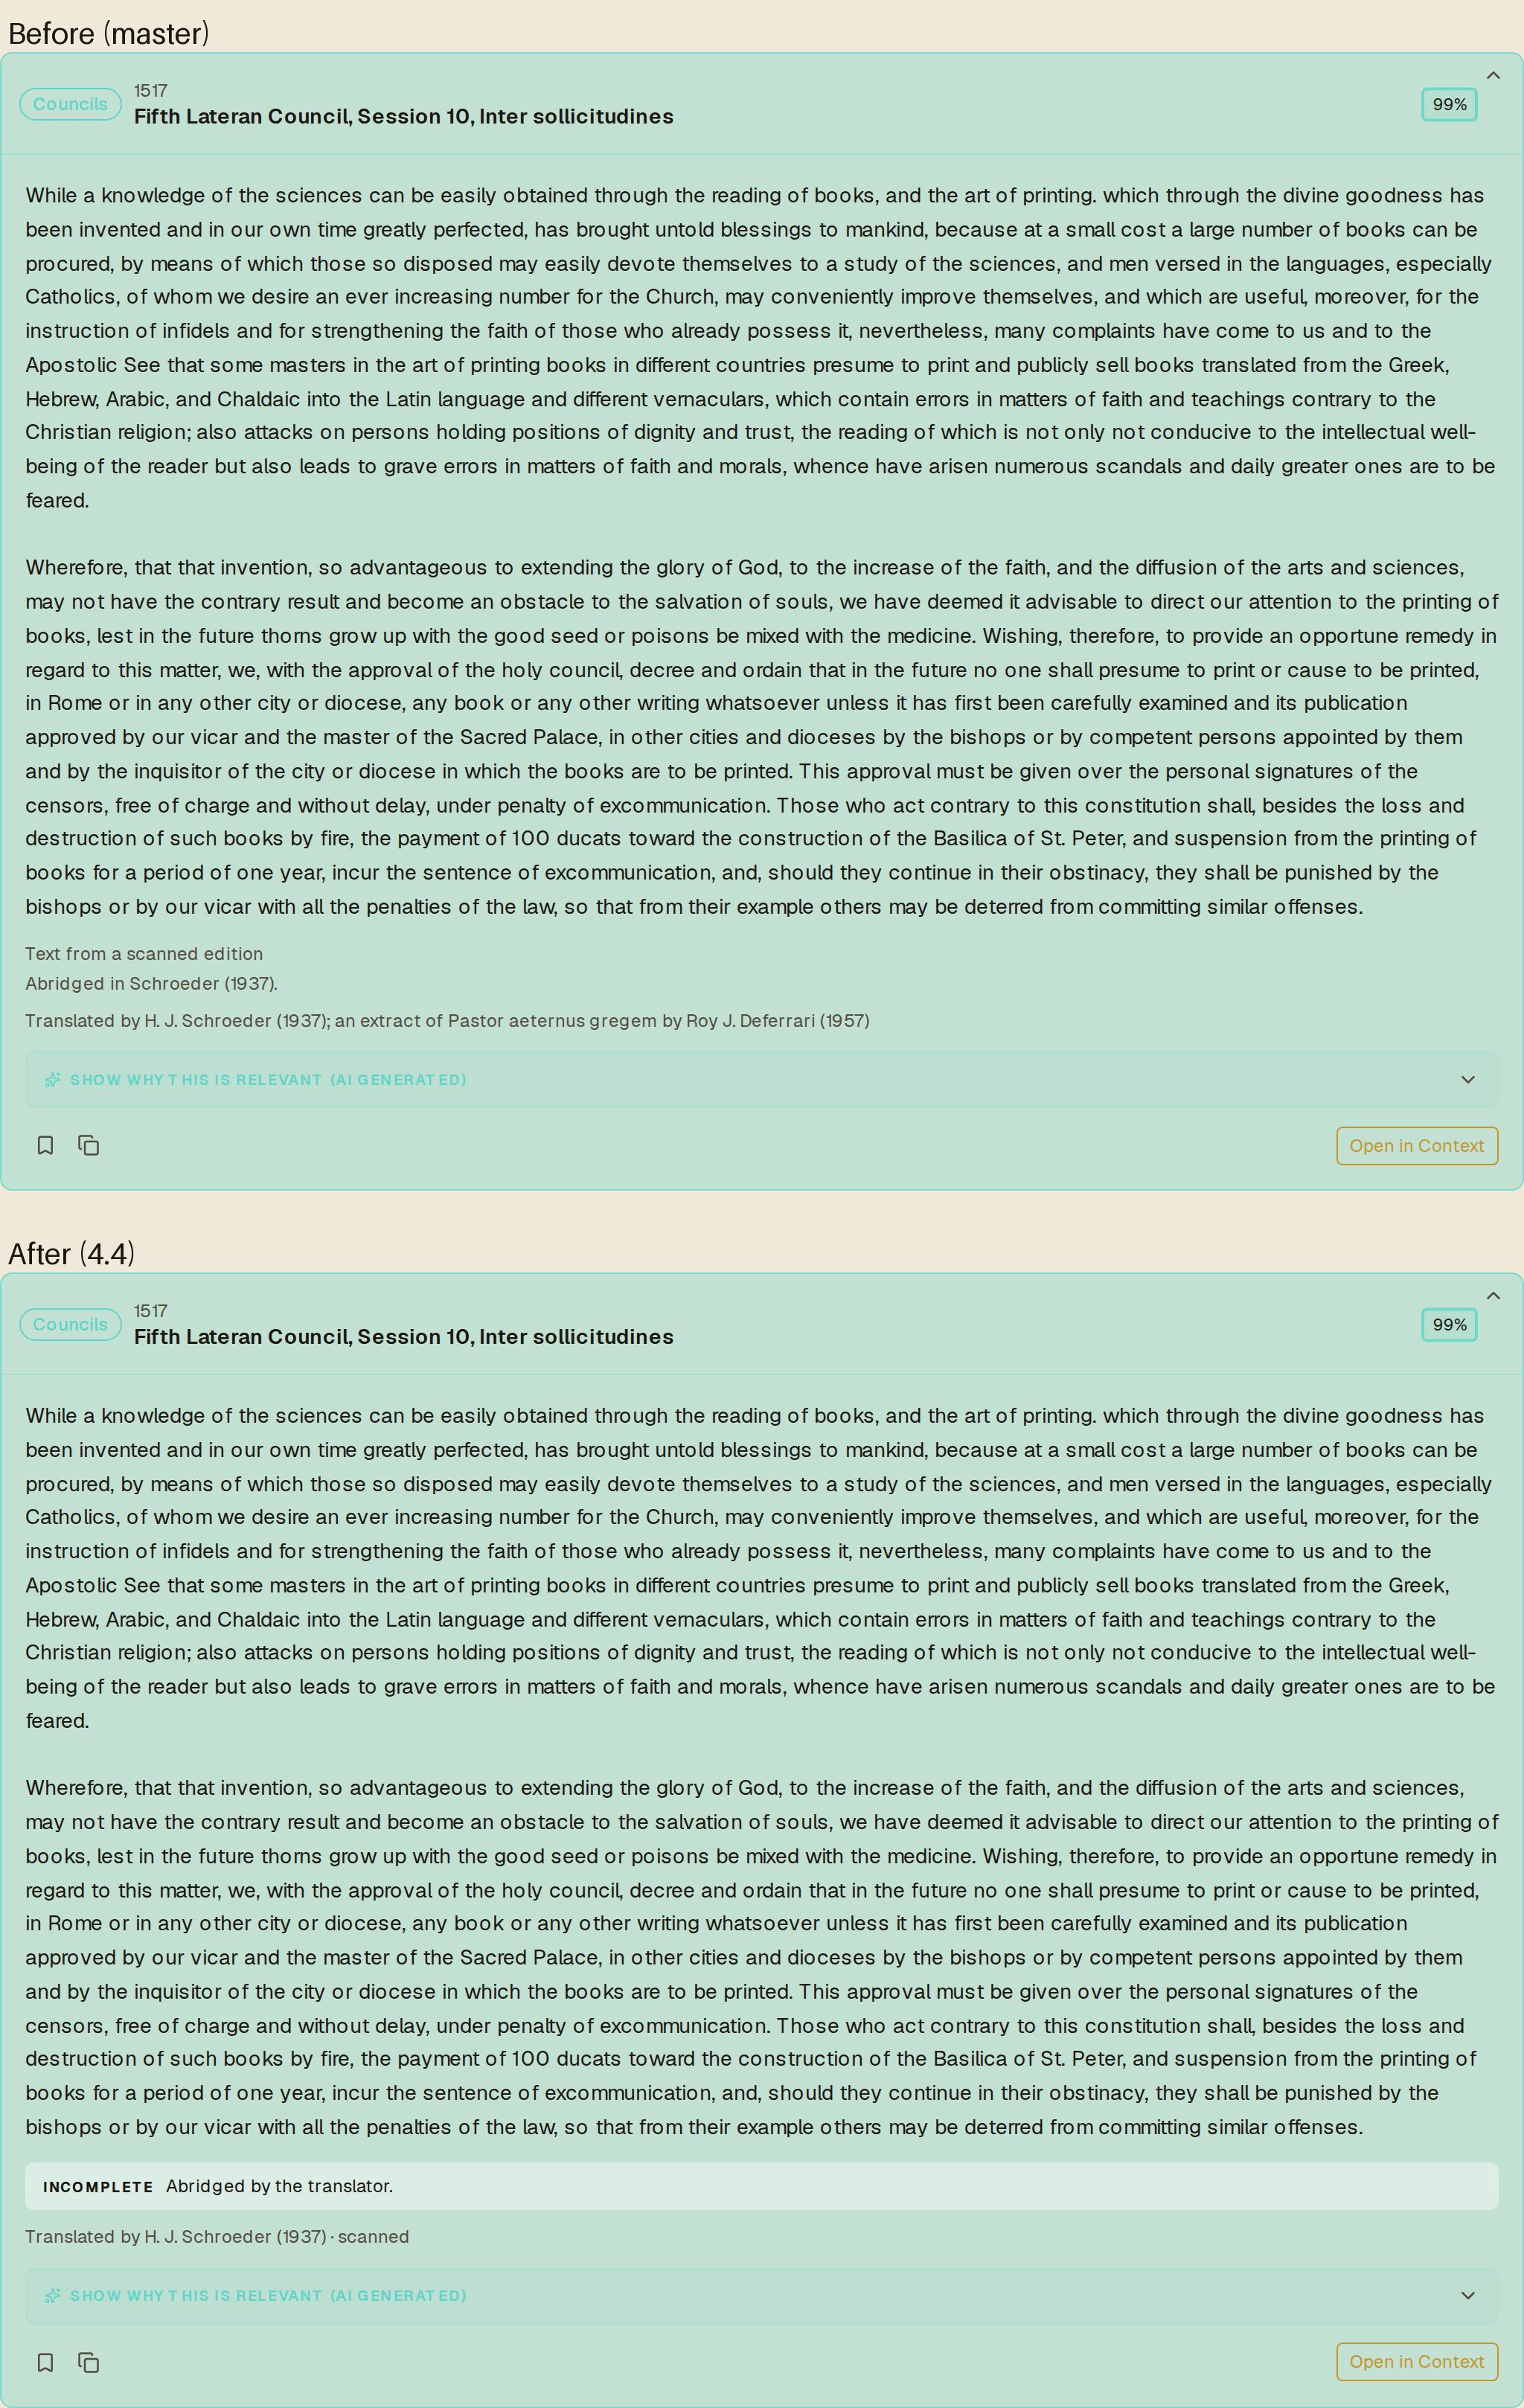 Before (master)
Councils
1517
Fifth Lateran Council, Session 10, Inter sollicitudines
99%
While a knowledge of the sciences can be easily obtained through the reading of books, and the art of printing. which through the divine goodness has
been invented and in our own time greatly perfected, has brought untold blessings to mankind, because at a small cost a large number of books can be
procured, by means of which those so disposed may easily devote themselves to a study of the sciences, and men versed in the languages, especially
Catholics, of whom we desire an ever increasing number for the Church, may conveniently improve themselves, and which are useful, moreover, for the
instruction of infidels and for strengthening the faith of those who already possess it, nevertheless, many complaints have come to us and to the
Apostolic See that some masters in the art of printing books in different countries presume to print and publicly sell books translated from the Greek,
Hebrew, Arabic, and Chaldaic into the Latin language and different vernaculars, which contain errors in matters of faith and teachings contrary to the
Christian religion; also attacks on persons holding positions of dignity and trust, the reading of which is not only not conducive to the intellectual well-
being of the reader but also leads to grave errors in matters of faith and morals, whence have arisen numerous scandals and daily greater ones are to be
feared.
Wherefore, that that invention, so advantageous to extending the glory of God, to the increase of the faith, and the diffusion of the arts and sciences,
may not have the contrary result and become an obstacle to the salvation of souls, we have deemed it advisable to direct our attention to the printing of
books, lest in the future thorns grow up with the good seed or poisons be mixed with the medicine. Wishing, therefore, to provide an opportune remedy in
regard to this matter, we, with the approval of the holy council, decree and ordain that in the future no one shall presume to print or cause to be printed,
in Rome or in any other city or diocese, any book or any other writing whatsoever unless it has first been carefully examined and its publication
approved by our vicar and the master of the Sacred Palace, in other cities and dioceses by the bishops or by competent persons appointed by them
and by the inquisitor of the city or diocese in which the books are to be printed. This approval must be given over the personal signatures of the
censors, free of charge and without delay, under penalty of excommunication. Those who act contrary to this constitution shall, besides the loss and
destruction of such books by fire, the payment of 100 ducats toward the construction of the Basilica of St. Peter, and suspension from the printing of
books for a period of one year, incur the sentence of excommunication, and, should they continue in their obstinacy, they shall be punished by the
bishops or by our vicar with all the penalties of the law, so that from their example others may be deterred from committing similar offenses.
Text from a scanned edition
Abridged in Schroeder (1937).
Translated by H. J. Schroeder (1937); an extract of Pastor aeternus gregem by Roy J. Deferrari (1957)
SHOW WHY THIS IS RELEVANT (AI GENERATED)
Open in Context
After (4.4)
Councils
1517
Fifth Lateran Council, Session 10, Inter sollicitudines
99%
While a knowledge of the sciences can be easily obtained through the reading of books, and the art of printing. which through the divine goodness has
been invented and in our own time greatly perfected, has brought untold blessings to mankind, because at a small cost a large number of books can be
procured, by means of which those so disposed may easily devote themselves to a study of the sciences, and men versed in the languages, especially
Catholics, of whom we desire an ever increasing number for the Church, may conveniently improve themselves, and which are useful, moreover, for the
instruction of infidels and for strengthening the faith of those who already possess it, nevertheless, many complaints have come to us and to the
Apostolic See that some masters in the art of printing books in different countries presume to print and publicly sell books translated from the Greek,
Hebrew, Arabic, and Chaldaic into the Latin language and different vernaculars, which contain errors in matters of faith and teachings contrary to the
Christian religion; also attacks on persons holding positions of dignity and trust, the reading of which is not only not conducive to the intellectual well-
being of the reader but also leads to grave errors in matters of faith and morals, whence have arisen numerous scandals and daily greater ones are to be
feared.
Wherefore, that that invention, so advantageous to extending the glory of God, to the increase of the faith, and the diffusion of the arts and sciences,
may not have the contrary result and become an obstacle to the salvation of souls, we have deemed it advisable to direct our attention to the printing of
books, lest in the future thorns grow up with the good seed or poisons be mixed with the medicine. Wishing, therefore, to provide an opportune remedy in
regard to this matter, we, with the approval of the holy council, decree and ordain that in the future no one shall presume to print or cause to be printed,
in Rome or in any other city or diocese, any book or any other writing whatsoever unless it has first been carefully examined and its publication
approved by our vicar and the master of the Sacred Palace, in other cities and dioceses by the bishops or by competent persons appointed by them
and by the inquisitor of the city or diocese in which the books are to be printed. This approval must be given over the personal signatures of the
censors, free of charge and without delay, under penalty of excommunication. Those who act contrary to this constitution shall, besides the loss and
destruction of such books by fire, the payment of 100 ducats toward the construction of the Basilica of St. Peter, and suspension from the printing of
books for a period of one year, incur the sentence of excommunication, and, should they continue in their obstinacy, they shall be punished by the
bishops or by our vicar with all the penalties of the law, so that from their example others may be deterred from committing similar offenses.
INCOMPLETE Abridged by the translator.
Translated by H. J. Schroeder (1937) · scanned
SHOW WHY THIS IS RELEVANT (AI GENERATED)
Open in Context